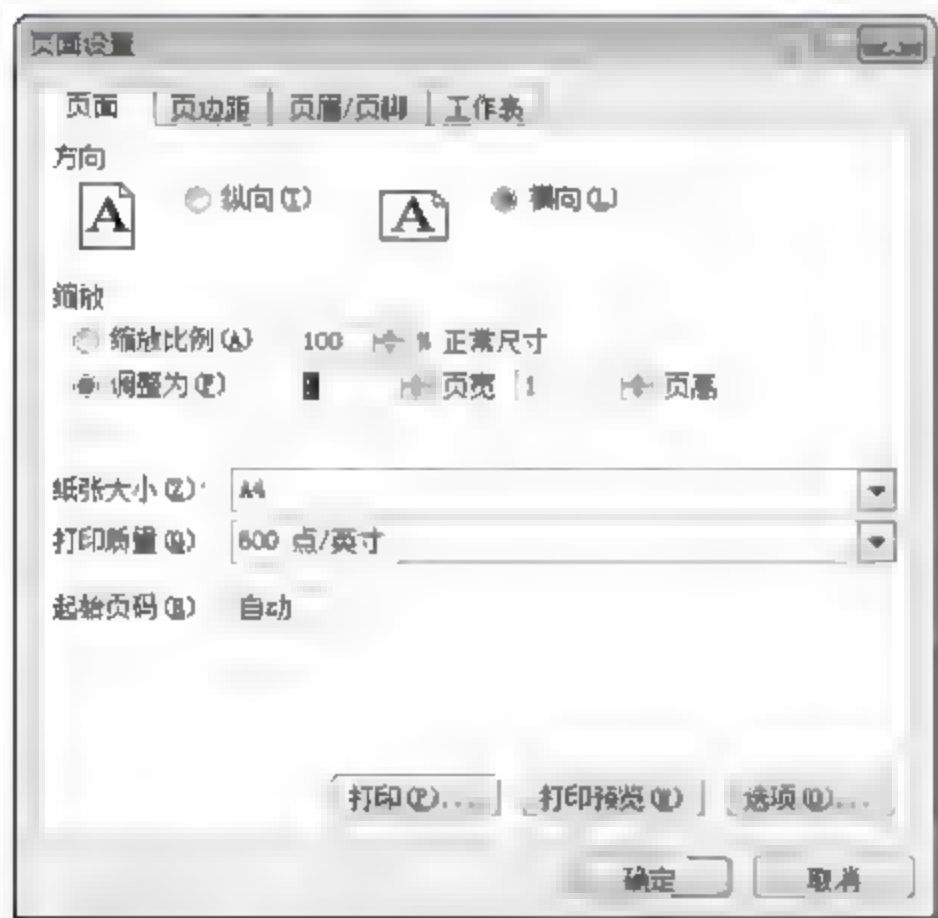 页面设置
页面 页边距 页眉/页脚 工作表
方向
A 纵向(T) A 横向(L)
缩放
缩放比例(A) 100 % 正常尺寸
调整为(F) 页宽 1 页高
纸张大小(Z): A4
打印质量(Q) 600 点/英寸
起始页码(R) 自动
打印(P)... 打印预览(W) 选项(O)...
确定 取消